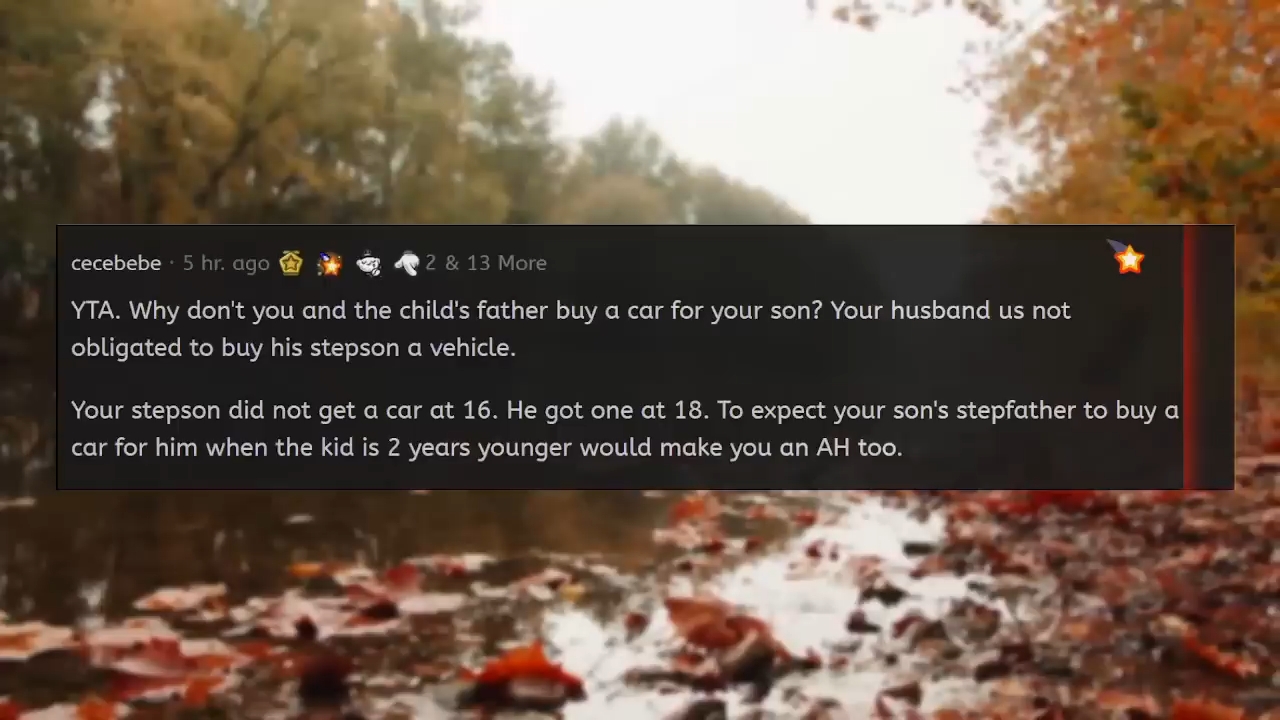 cecebebe · 5 hr. ago 2 & 13 More
YTA. Why don't you and the child's father buy a car for your son? Your husband us not
obligated to buy his stepson a vehicle.
Your stepson did not get a car at 16. He got one at 18. To expect your son's stepfather to buy a
car for him when the kid is 2 years younger would make you an AH too.